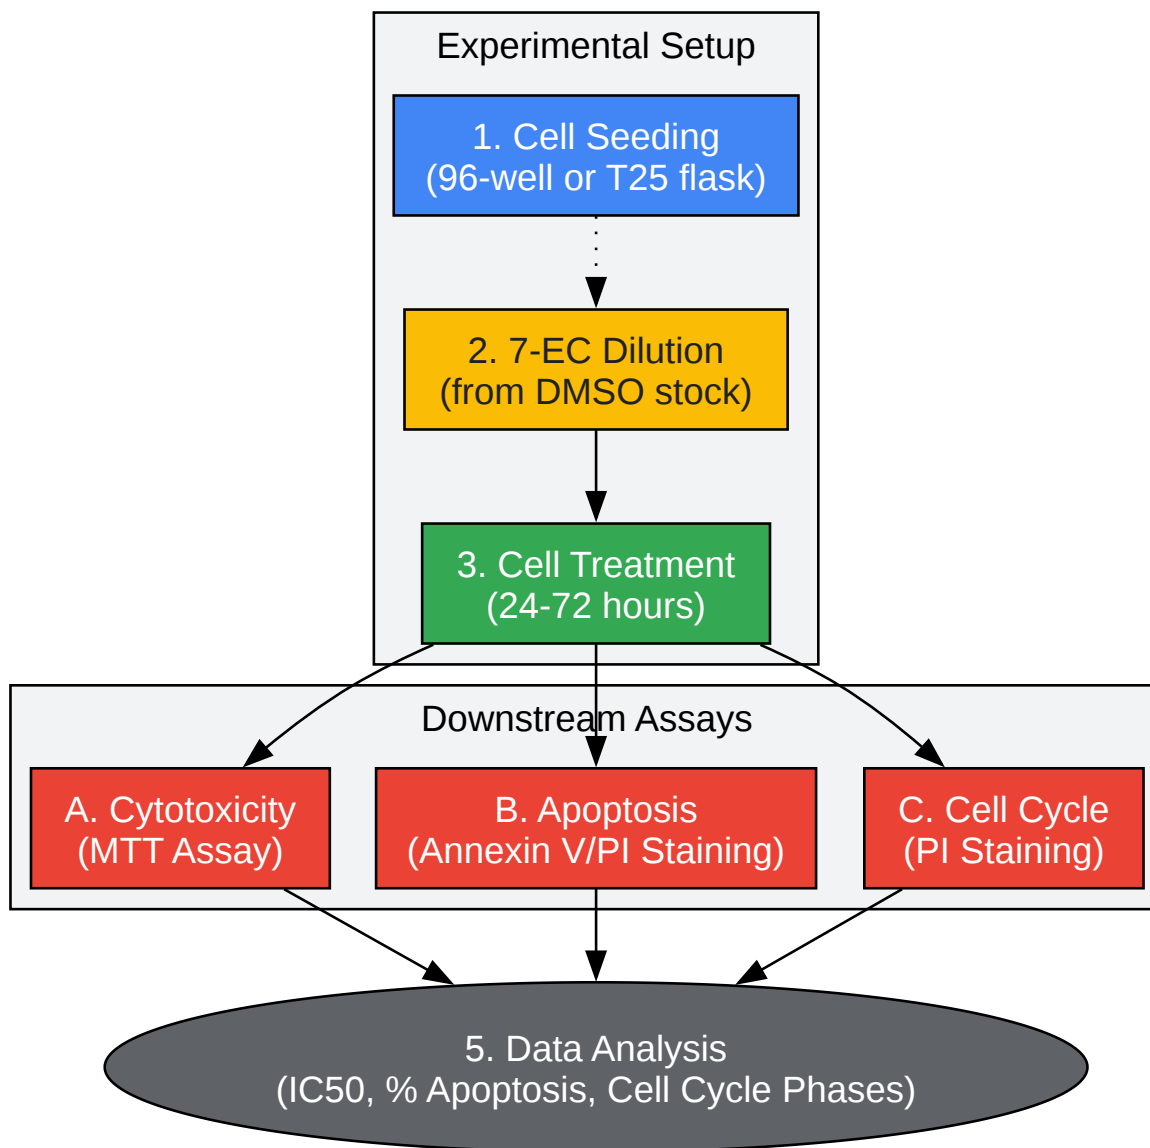 Experimental Setup
1. Cell Seeding
(96-well or T25 flask)
2. 7-EC Dilution
(from DMSO stock)
3. Cell Treatment
(24-72 hours)
Downstream Assays
A. Cytotoxicity
(MTT Assay)
B. Apoptosis
(Annexin V/PI Staining)
C. Cell Cycle
(PI Staining)
5. Data Analysis
(IC50, % Apoptosis, Cell Cycle Phases)